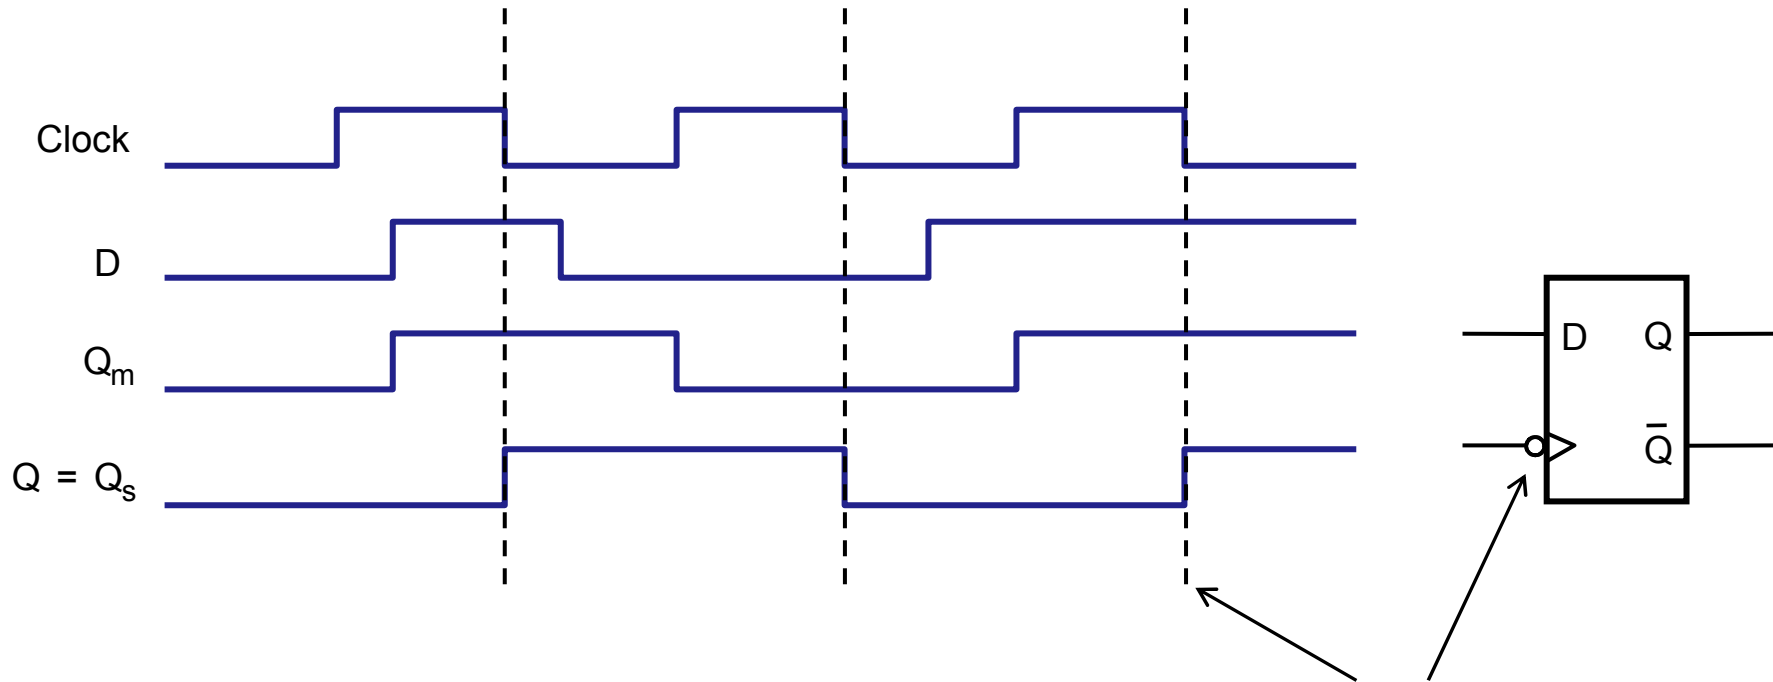 Clock
D
Qm
Q = Qs
D Q
Q̅